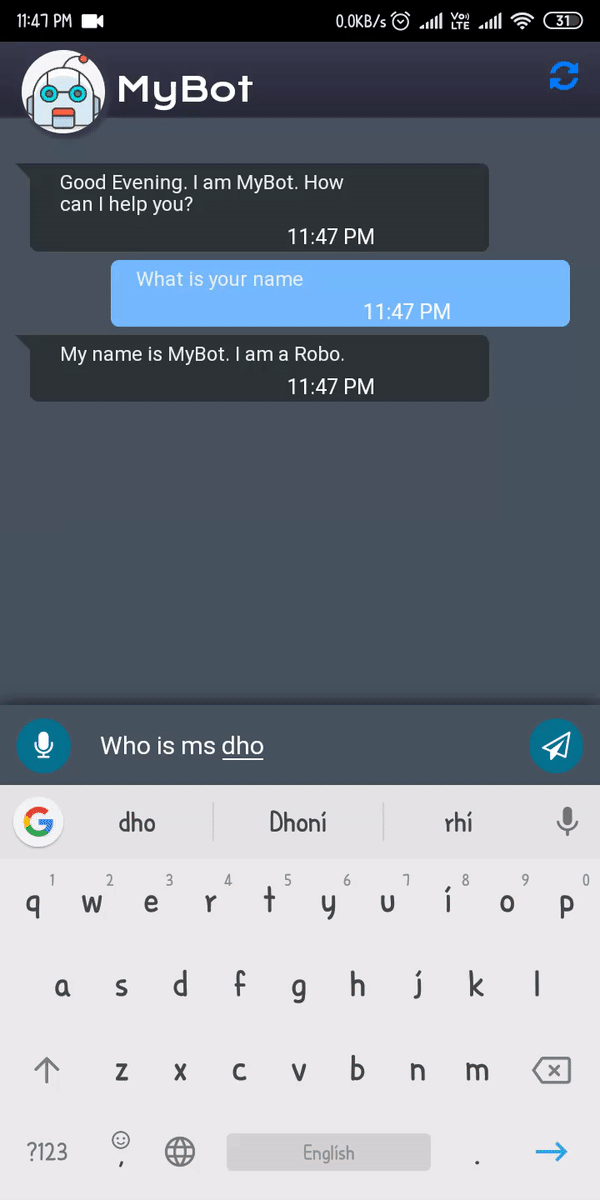 11:47 PM 0.0KB/s Vo) LTE 31
MyBot
Good Evening. I am MyBot. How
can I help you?
11:47 PM
What is your name
11:47 PM
My name is MyBot. I am a Robo.
11:47 PM
Who is ms dho
dho Dhoní rhí
1 2 3 4 5 6 7 8 9 0
q w e r t y u í o p
a s d f g h j k l
z x c v b n m
?123 , English .